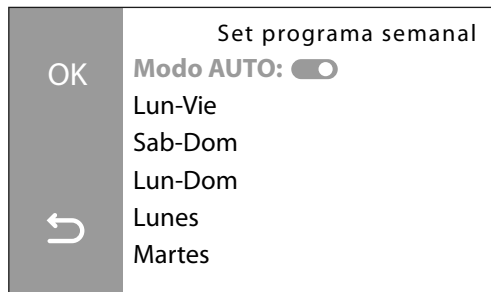 Set programa semanal
OK
Modo AUTO:
Lun-Vie
Sab-Dom
Lun-Dom
Lunes
Martes